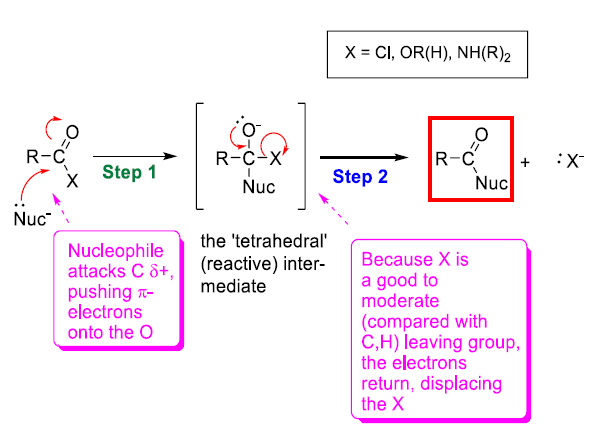 X = Cl, OR(H), NH(R)₂
O
R-C
X
Nuc⁻
Step 1
O⁻
R-C-X
Nuc
Step 2
O
R-C
Nuc
+ :X⁻
Nucleophile
attacks C δ+,
pushing π-
electrons
onto the O
the 'tetrahedral'
(reactive) inter-
mediate
Because X is
a good to
moderate
(compared with
C,H) leaving group,
the electrons
return, displacing
the X